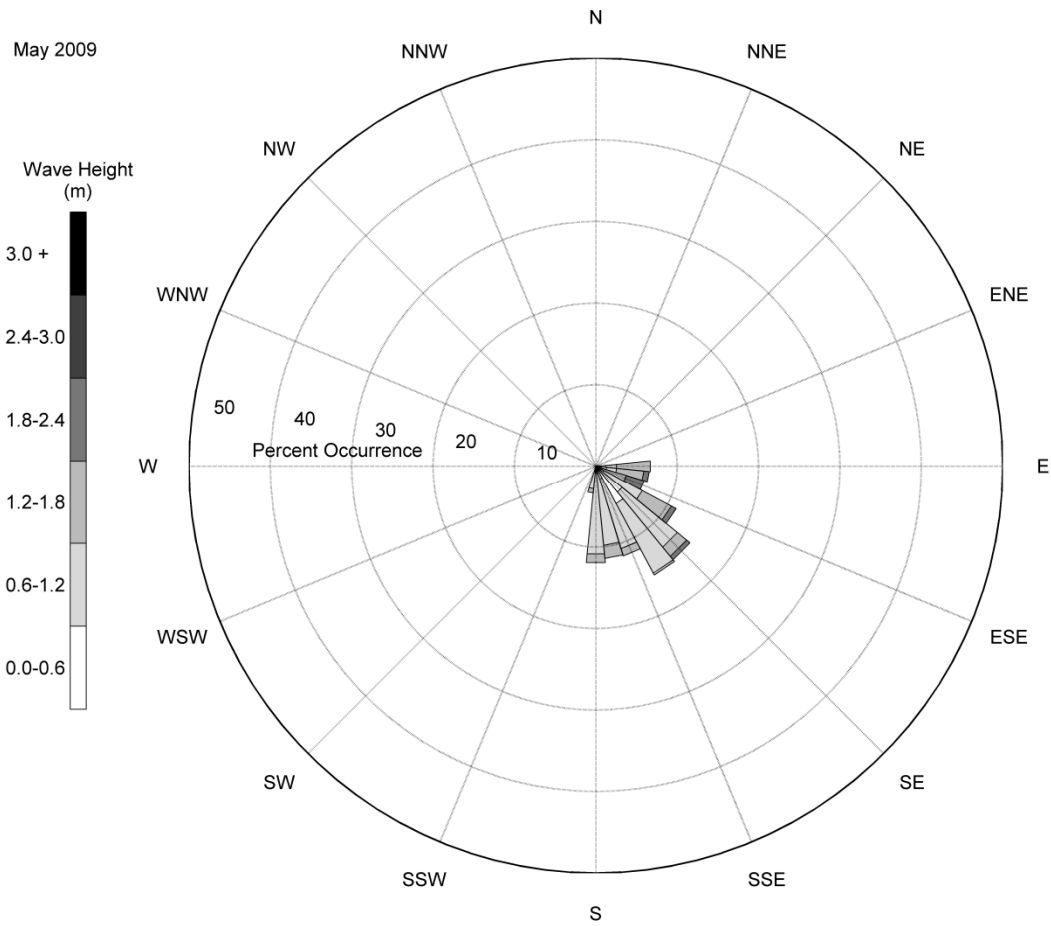 May 2009
Wave Height
(m)
3.0 +
2.4-3.0
1.8-2.4
1.2-1.8
0.6-1.2
0.0-0.6
N
NNE
NE
ENE
E
ESE
SE
SSE
S
SSW
SW
WSW
W
WNW
NW
NNW
50
40
30
20
10
Percent Occurrence